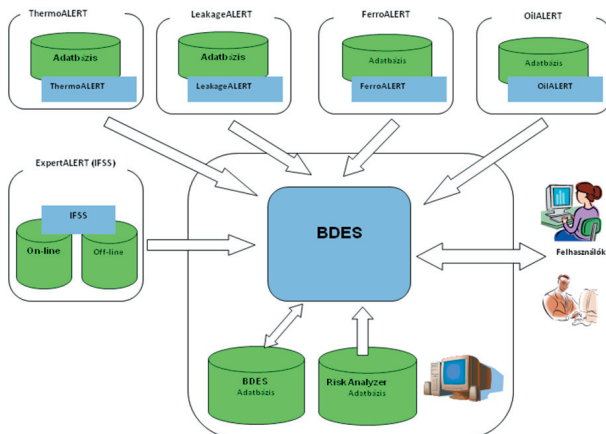 ThermoALERT
LeakageALERT
FerroALERT
OilALERT
Adatbázis
Adatbázis
Adatbázis
Adatbázis
ThermoALERT
LeakageALERT
FerroALERT
OilALERT
ExpertALERT (IFSS)
IFSS
On-line
Off-line
BDES
Felhasználók
BDES
Adatbázis
Risk Analyzer
Adatbázis